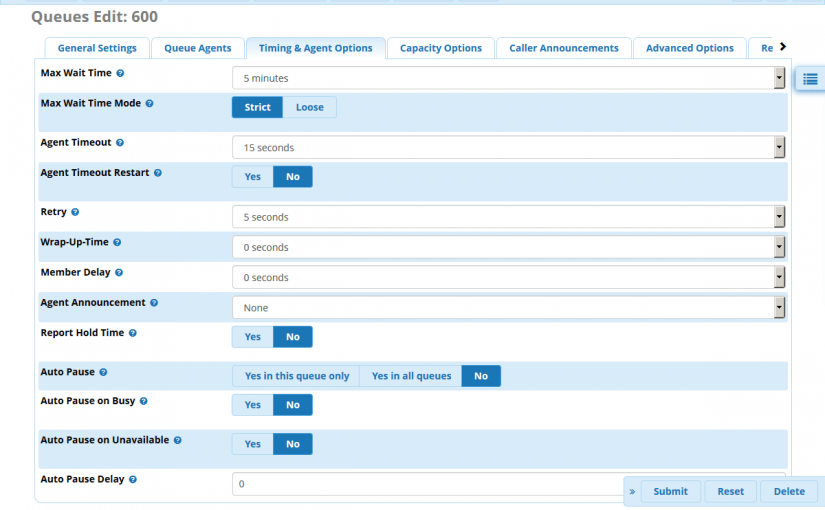 Queues Edit: 600
General Settings Queue Agents Timing & Agent Options Capacity Options Caller Announcements Advanced Options Re
Max Wait Time 5 minutes
Max Wait Time Mode Strict Loose
Agent Timeout 15 seconds
Agent Timeout Restart Yes No
Retry 5 seconds
Wrap-Up-Time 0 seconds
Member Delay 0 seconds
Agent Announcement None
Report Hold Time Yes No
Auto Pause Yes in this queue only Yes in all queues No
Auto Pause on Busy Yes No
Auto Pause on Unavailable Yes No
Auto Pause Delay 0
» Submit Reset Delete